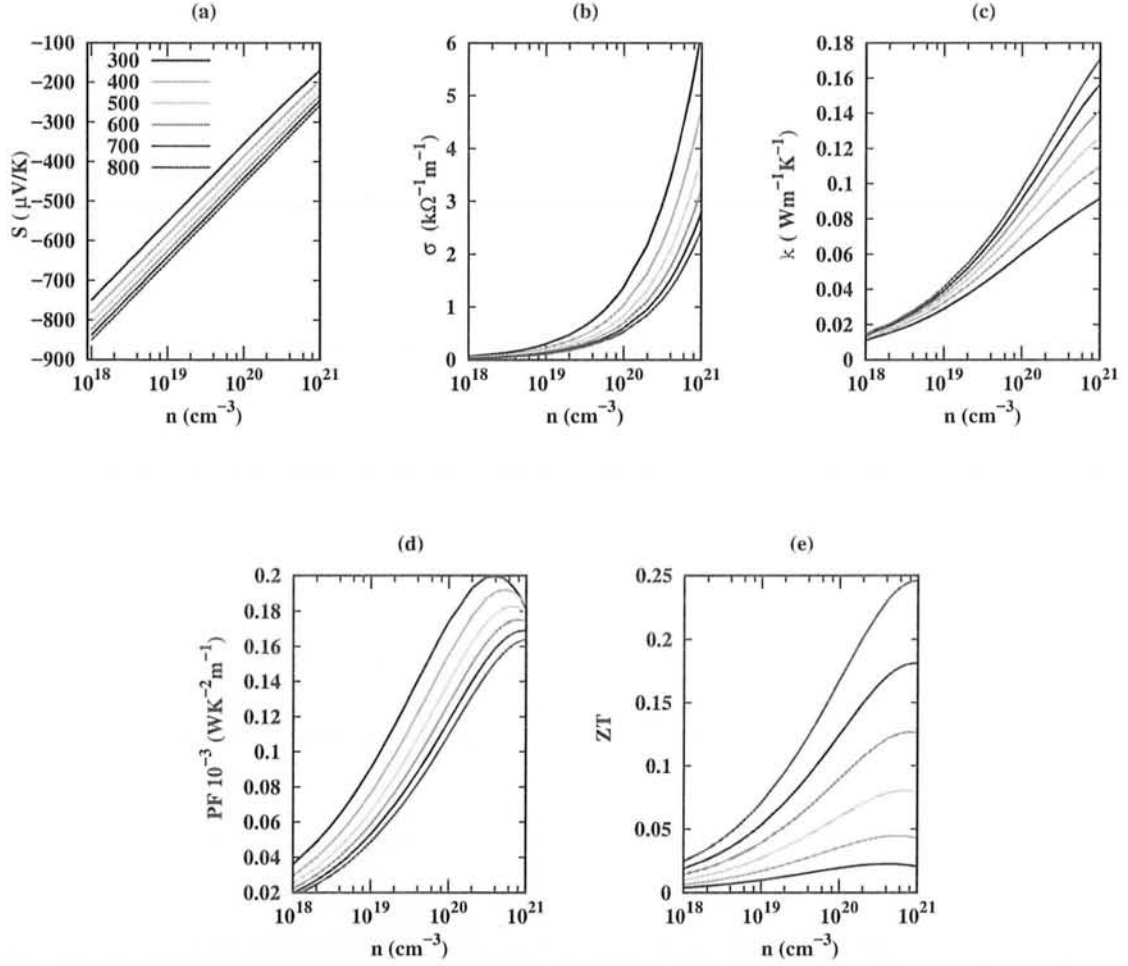 (a)
S ( μV/K)
−100
−200
−300
−400
−500
−600
−700
−800
−900
300
400
500
600
700
800
10^18 10^19 10^20 10^21
n (cm^−3)
(b)
σ (kΩ^−1m^−1)
6
5
4
3
2
1
0
10^18 10^19 10^20 10^21
n (cm^−3)
(c)
k ( Wm^−1K^−1)
0.18
0.16
0.14
0.12
0.1
0.08
0.06
0.04
0.02
0
10^18 10^19 10^20 10^21
n (cm^−3)
(d)
PF 10^−3 (WK^−2m^−1)
0.2
0.18
0.16
0.14
0.12
0.1
0.08
0.06
0.04
0.02
10^18 10^19 10^20 10^21
n (cm^−3)
(e)
ZT
0.25
0.2
0.15
0.1
0.05
0
10^18 10^19 10^20 10^21
n (cm^−3)